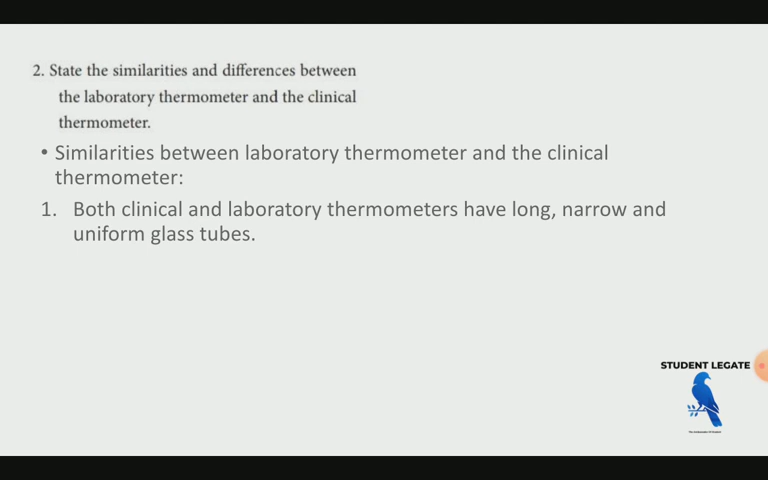 2. State the similarities and differences between
the laboratory thermometer and the clinical
thermometer.
• Similarities between laboratory thermometer and the clinical
thermometer:
1. Both clinical and laboratory thermometers have long, narrow and
uniform glass tubes.
STUDENT LEGATE